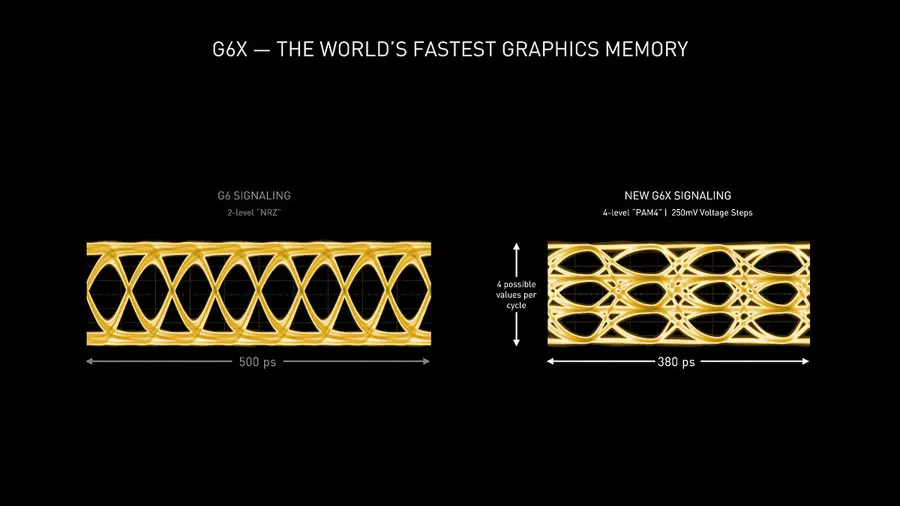 G6X — THE WORLD'S FASTEST GRAPHICS MEMORY
G6 SIGNALING
2-level "NRZ"
500 ps
NEW G6X SIGNALING
4-level "PAM4" | 250mV Voltage Steps
4 possible
values per
cycle
380 ps